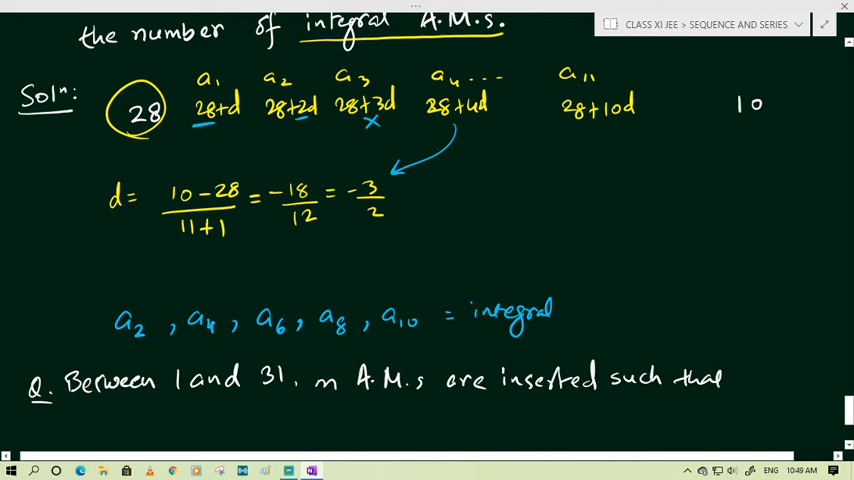 the number of integral A.M.s.
CLASS XI JEE > SEQUENCE AND SERIES
Soln: 28 a1 a2 a3 a4 ... a11
28+d 28+2d 28+3d 28+4d 28+10d 10
x
d = 10-28/11+1 = -18/12 = -3/2
a2, a4, a6, a8, a10 = integral
Q. Between 1 and 31, m A.M.s are inserted such that
ENG 10:49 AM